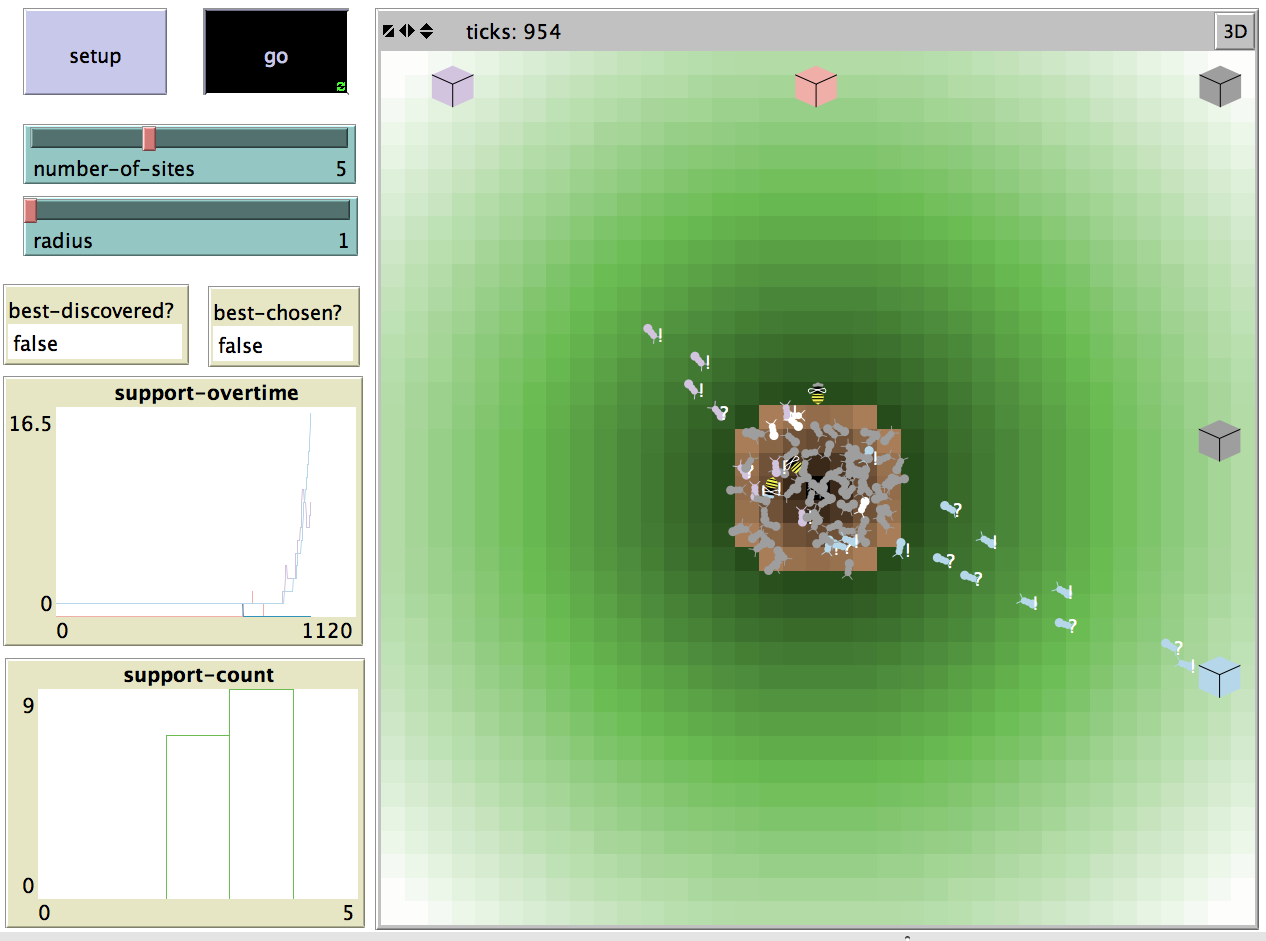 setup
go
ticks: 954
3D
number-of-sites 5
radius 1
best-discovered?
false
best-chosen?
false
support-overtime
16.5
0
0 1120
support-count
9
0
0 5
!
!
!
?
!
?
!
!
?
!
?
!
?
!
?
?
!
!
?
?
!